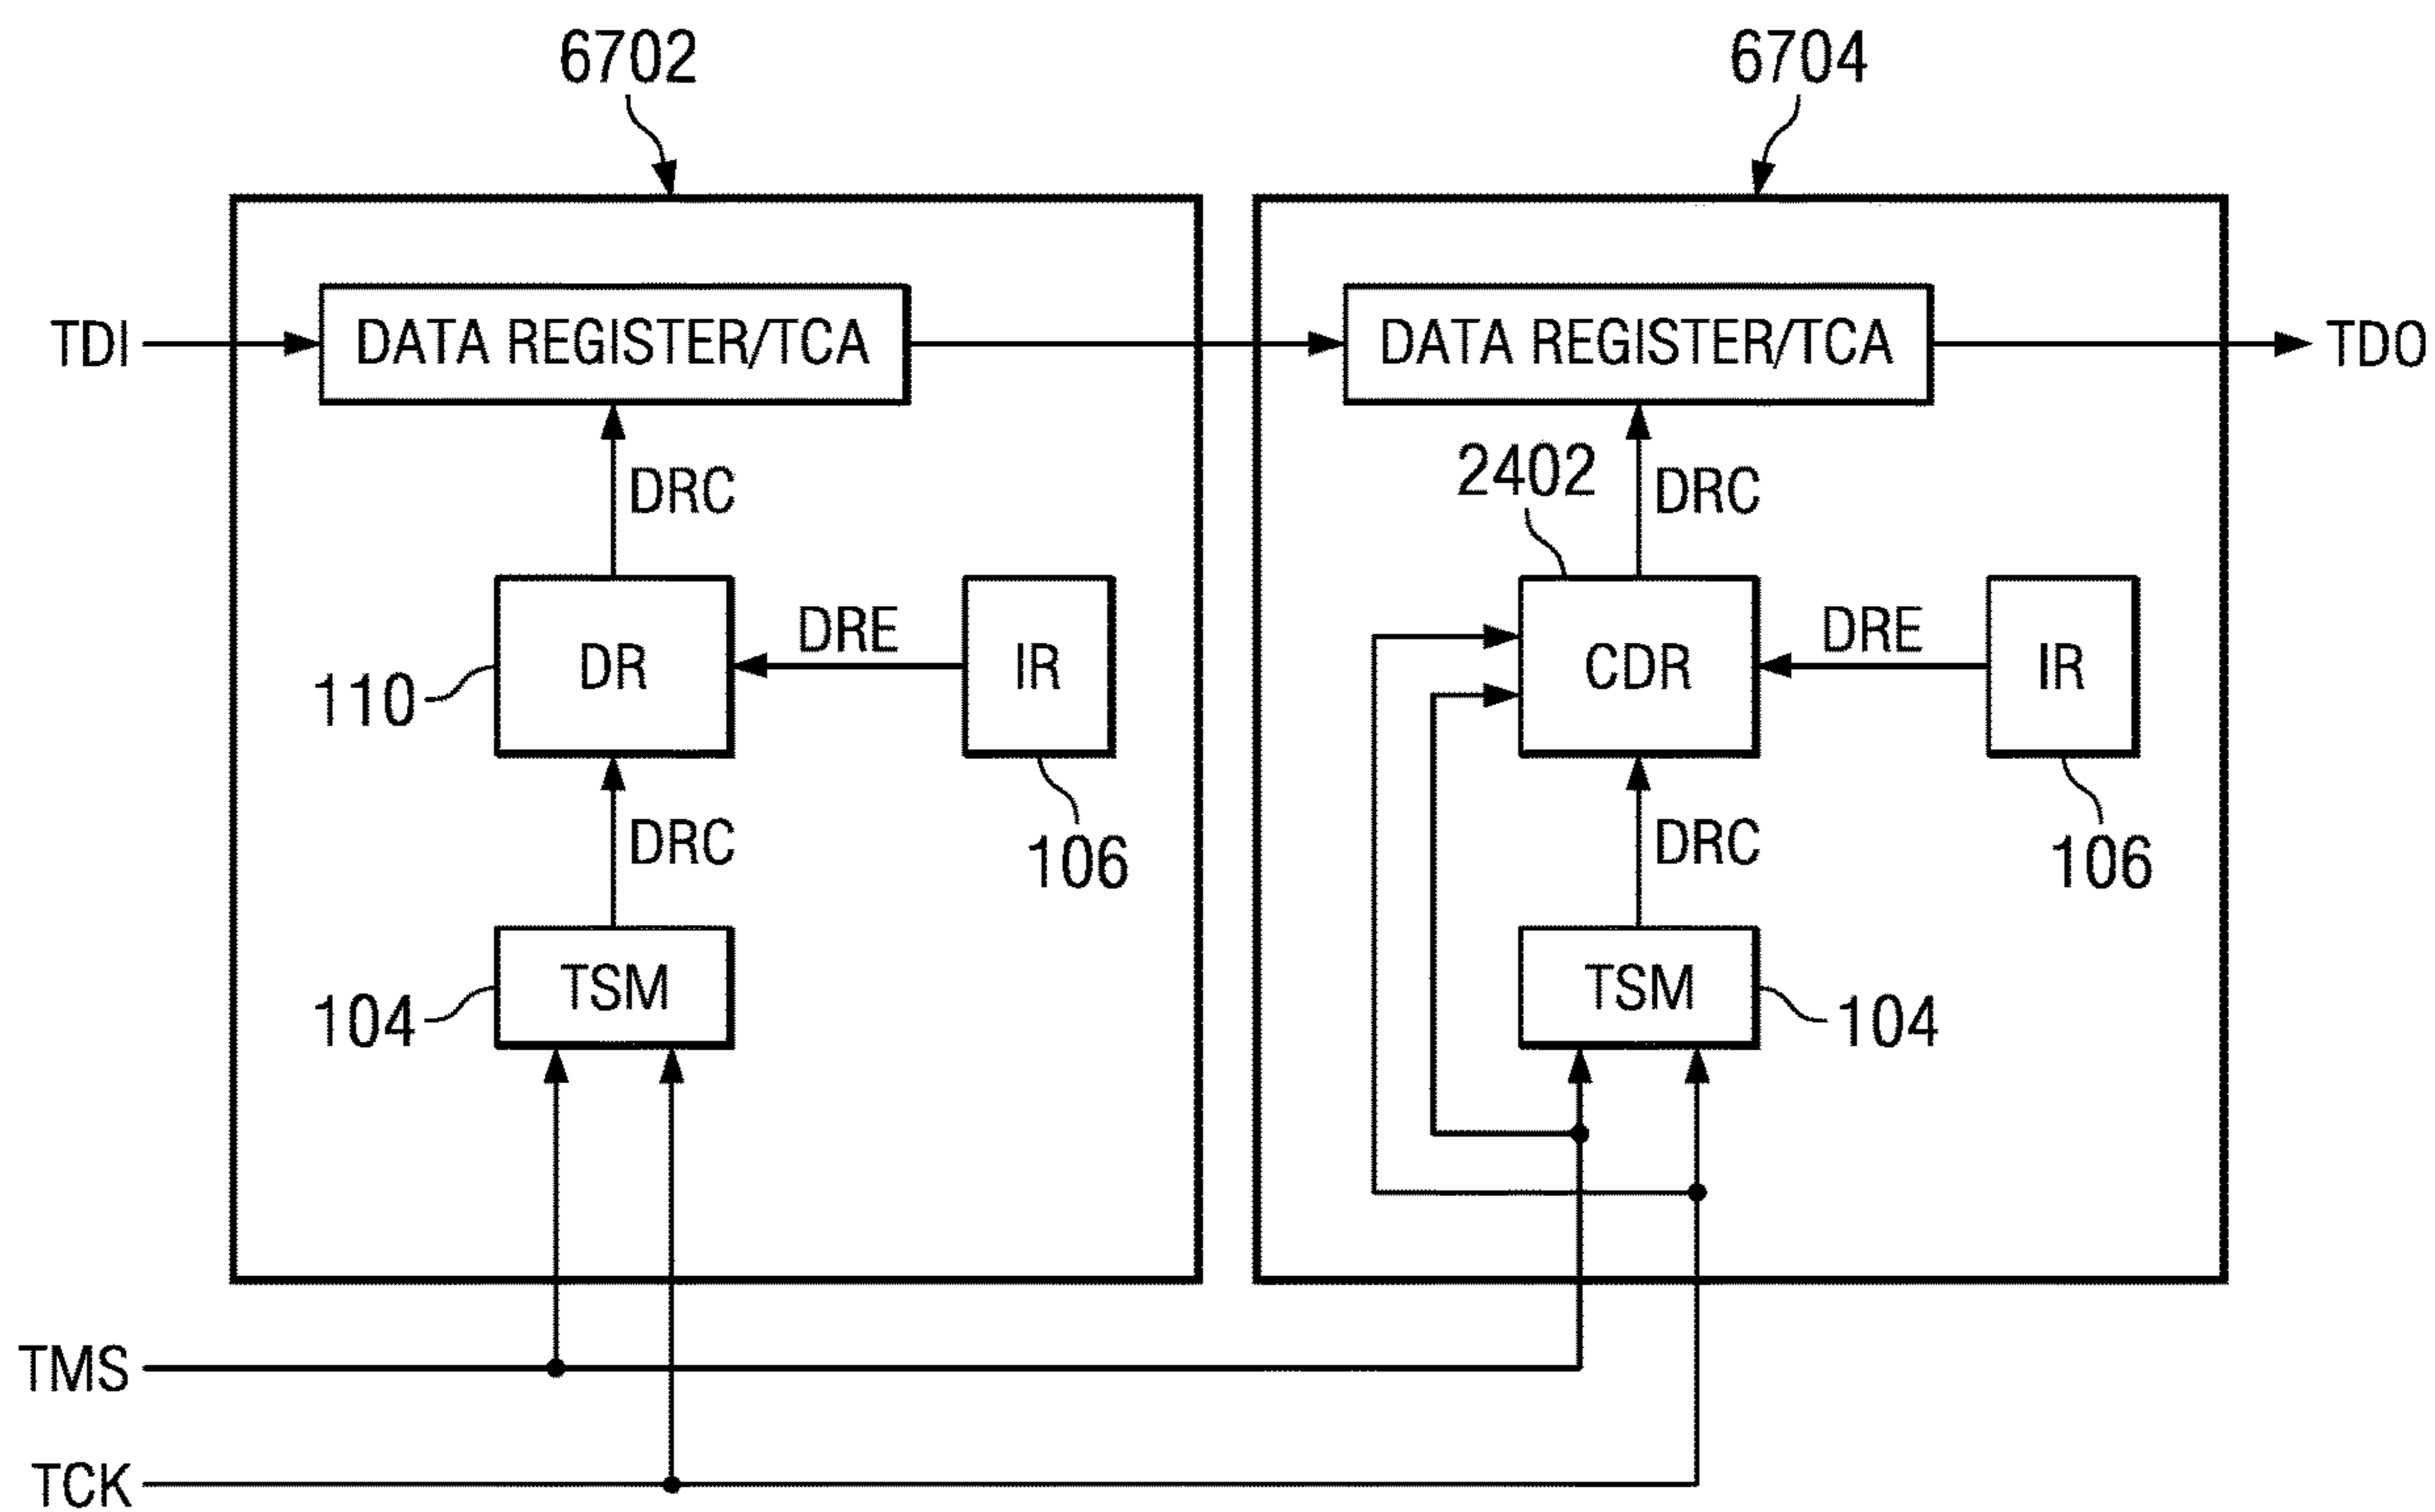 6702
6704
TDI
DATA REGISTER/TCA
DATA REGISTER/TCA
TDO
DRC
2402
DRC
DR
DRE
IR
CDR
DRE
IR
110
DRC
106
DRC
106
TSM
104
TSM
104
TMS
TCK